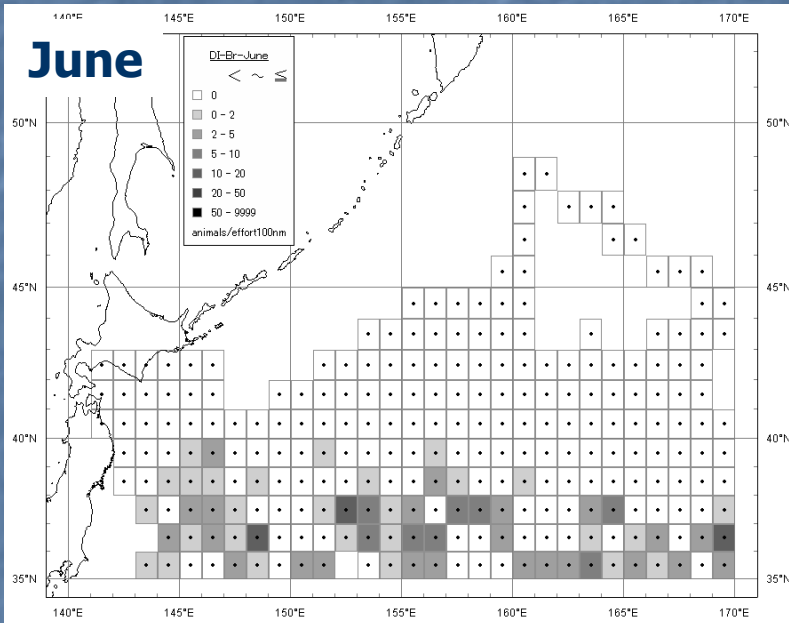 140°E 145°E 150°E 155°E 160°E 165°E 170°E
June
DI-Br-June
< ~ ≦
0
0 - 2
2 - 5
5 - 10
10 - 20
20 - 50
50 - 9999
animals/effort100nm
50°N 50°N
45°N 45°N
40°N 40°N
35°N 35°N
140°E 145°E 150°E 155°E 160°E 165°E 170°E